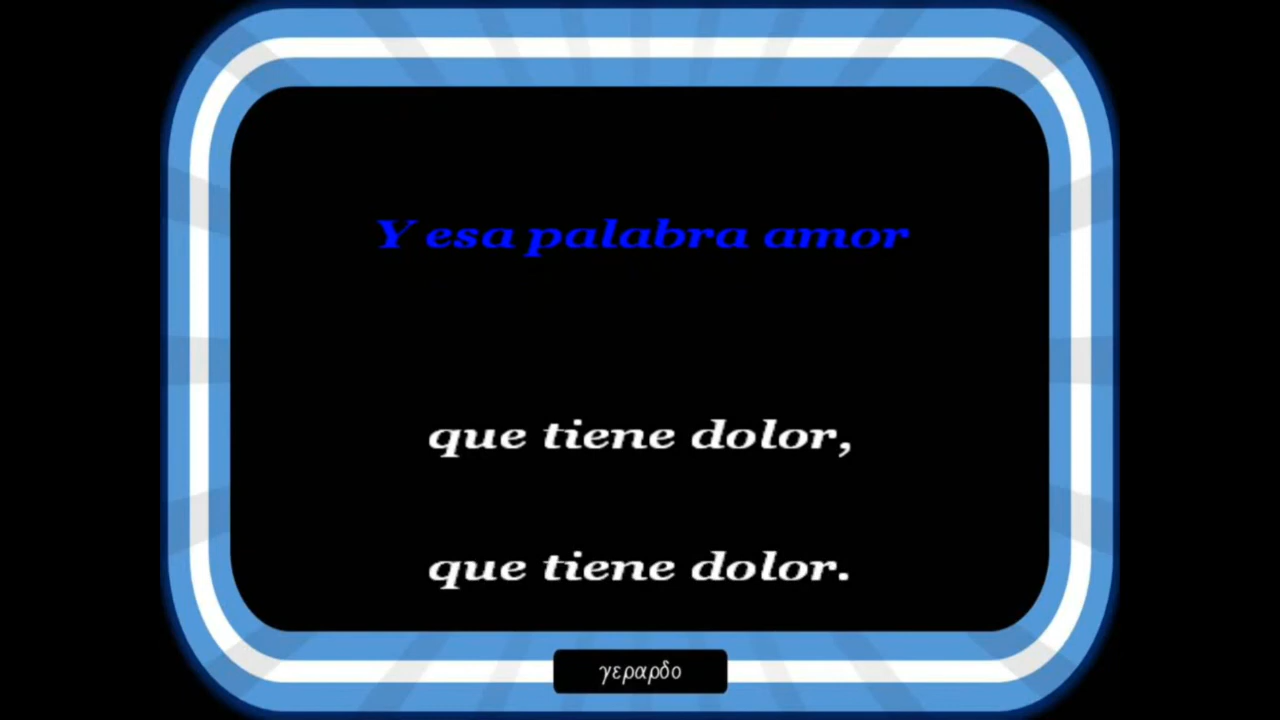 Y esa palabra amor
que tiene dolor,
que tiene dolor.
γεραρδο